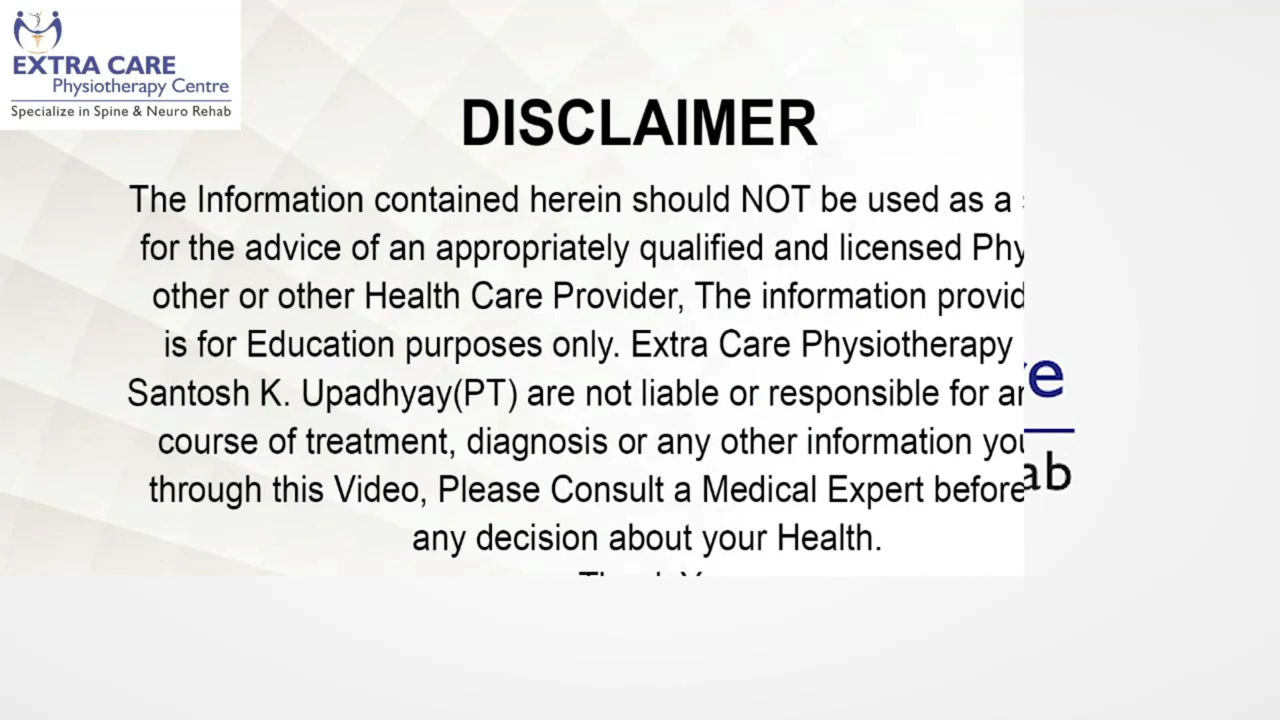 EXTRA CARE
Physiotherapy Centre
Specialize in Spine & Neuro Rehab
DISCLAIMER
The Information contained herein should NOT be used as a
for the advice of an appropriately qualified and licensed
other or other Health Care Provider, The information
is for Education purposes only. Extra Care Physiotherapy
Santosh K. Upadhyay(PT) are not liable or responsible for
course of treatment, diagnosis or any other information
through this Video, Please Consult a Medical Expert before
any decision about your Health.